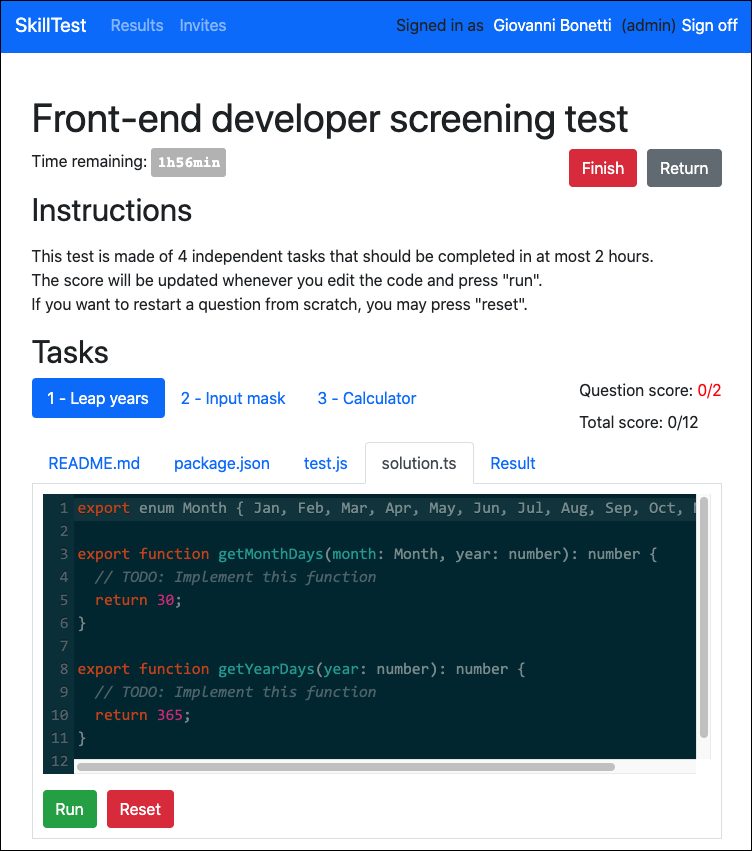 SkillTest Results Invites Signed in as Giovanni Bonetti (admin) Sign off
Front-end developer screening test
Time remaining: 1h56min
Finish Return
Instructions
This test is made of 4 independent tasks that should be completed in at most 2 hours.
The score will be updated whenever you edit the code and press "run".
If you want to restart a question from scratch, you may press "reset".
Tasks
1 - Leap years 2 - Input mask 3 - Calculator
Question score: 0/2
Total score: 0/12
README.md package.json test.js solution.ts Result
1 export enum Month { Jan, Feb, Mar, Apr, May, Jun, Jul, Aug, Sep, Oct,
2
3 export function getMonthDays(month: Month, year: number): number {
4 // TODO: Implement this function
5 return 30;
6 }
7
8 export function getYearDays(year: number): number {
9 // TODO: Implement this function
10 return 365;
11 }
12
Run Reset